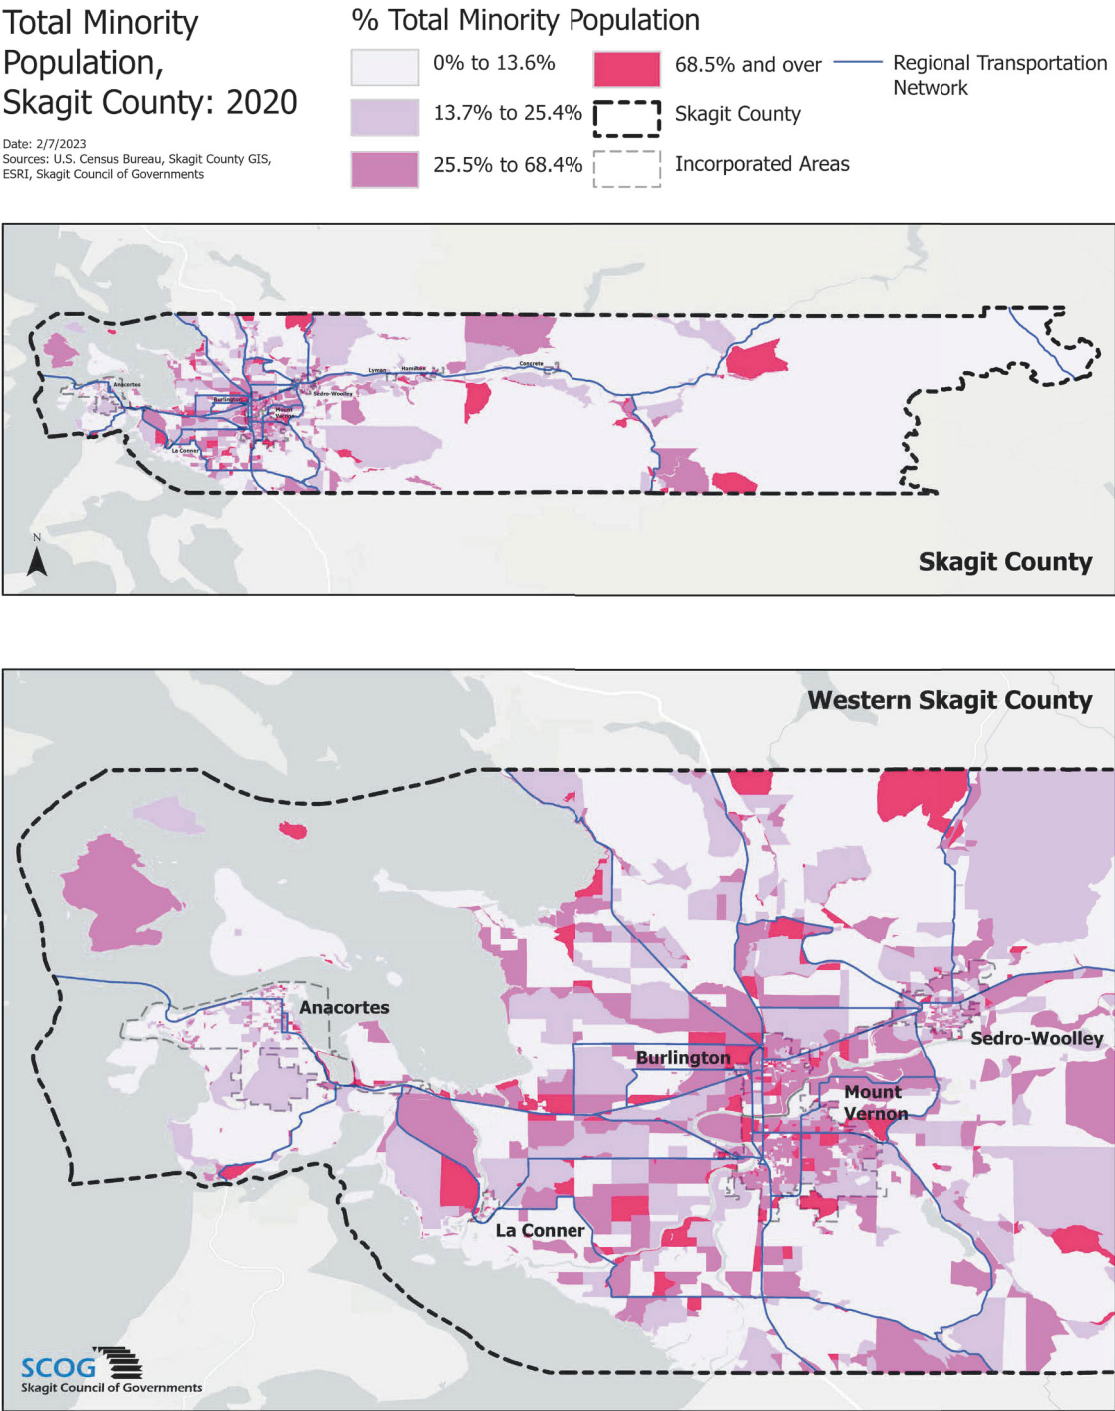 Total Minority
Population,
Skagit County: 2020
Date: 2/7/2023
Sources: U.S. Census Bureau, Skagit County GIS,
ESRI, Skagit Council of Governments
% Total Minority Population
0% to 13.6%
13.7% to 25.4%
25.5% to 68.4%
68.5% and over
Skagit County
Incorporated Areas
Regional Transportation
Network
Anacortes
Burlington
Mount
Vernon
La Conner
Sedro-Woolley
Lyman
Hamilton
Concrete
N
Skagit County
Western Skagit County
Anacortes
Burlington
Sedro-Woolley
Mount
Vernon
La Conner
SCOG
Skagit Council of Governments